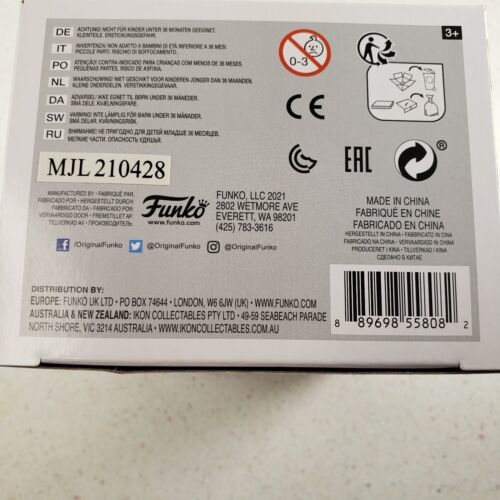 DE ACHTUNG! NICHT FÜR KINDER UNTER 36 MONATEN GEEIGNET.
KLEINTEILE. ERSTICKUNGSGEFAHR.
IT AVVERTENZA! NON ADATTO A BAMBINI DI ETÀ INFERIORE A 36 MESI.
PICCOLE PARTI. RISCHIO DI SOFFOCAMENTO.
PO ATENÇÃO! CONTRA-INDICADO PARA CRIANÇAS COM MENOS DE 36 MESES.
PEQUENAS PARTES. RISCO DE ASFIXIA.
NL WAARSCHUWING! NIET GESCHIKT VOOR KINDEREN JONGER DAN 36 MAANDEN.
KLEINE ONDERDELEN. VERSTIKKINGSGEVAAR.
DA ADVARSEL! IKKE EGNET TIL BØRN UNDER 36 MÅNEDER.
SMÅ DELE. KVÆLNINGSFARE.
SW VARNING! INTE LÄMPLIG FÖR BARN UNDER 36 MÅNADER.
SMÅ DELAR. KVÄVNINGSRISK.
RU ВНИМАНИЕ! НЕ ПРИГОДНО ДЛЯ ДЕТЕЙ МЛАДШЕ 36 МЕСЯЦЕВ.
МЕЛКИЕ ДЕТАЛИ. РИСК УДУШЬЯ.
0-3
3+
CE
EAC
®
MJL 210428
MANUFACTURED BY • FABRIQUÉ PAR:
FABRICADO POR • HERGESTELLT DURCH:
FABBRICATO DA • FABRICADO POR:
VERVAARDIGD DOOR • FREMSTILLET AF
TILLVERKAD AV • ПРОИЗВОДИТЕЛЬ:
Funko
www.funko.com
FUNKO, LLC 2021
2802 WETMORE AVE
EVERETT, WA 98201
(425) 783-3616
/OriginalFunko @OriginalFunko @OriginalFunko
MADE IN CHINA
FABRIQUÉ EN CHINE
FABRICADO EN CHINA
HERGESTELLT IN CHINA • FABBRICATO IN CINA
FABRICADO NA CHINA • VERVAARDIGD IN CHINA
PRODUCERET I KINA • TILLVERKAD I KINA
СДЕЛАНО В КИТАЕ
DISTRIBUTION BY:
EUROPE: FUNKO UK LTD • PO BOX 74644 • LONDON, W6 6JW (UK) • WWW.FUNKO.COM
AUSTRALIA & NEW ZEALAND: IKON COLLECTABLES PTY LTD • 49-59 SEABEACH PARADE
NORTH SHORE, VIC 3214 AUSTRALIA • WWW.IKONCOLLECTABLES.COM.AU
8 89698 55808 2